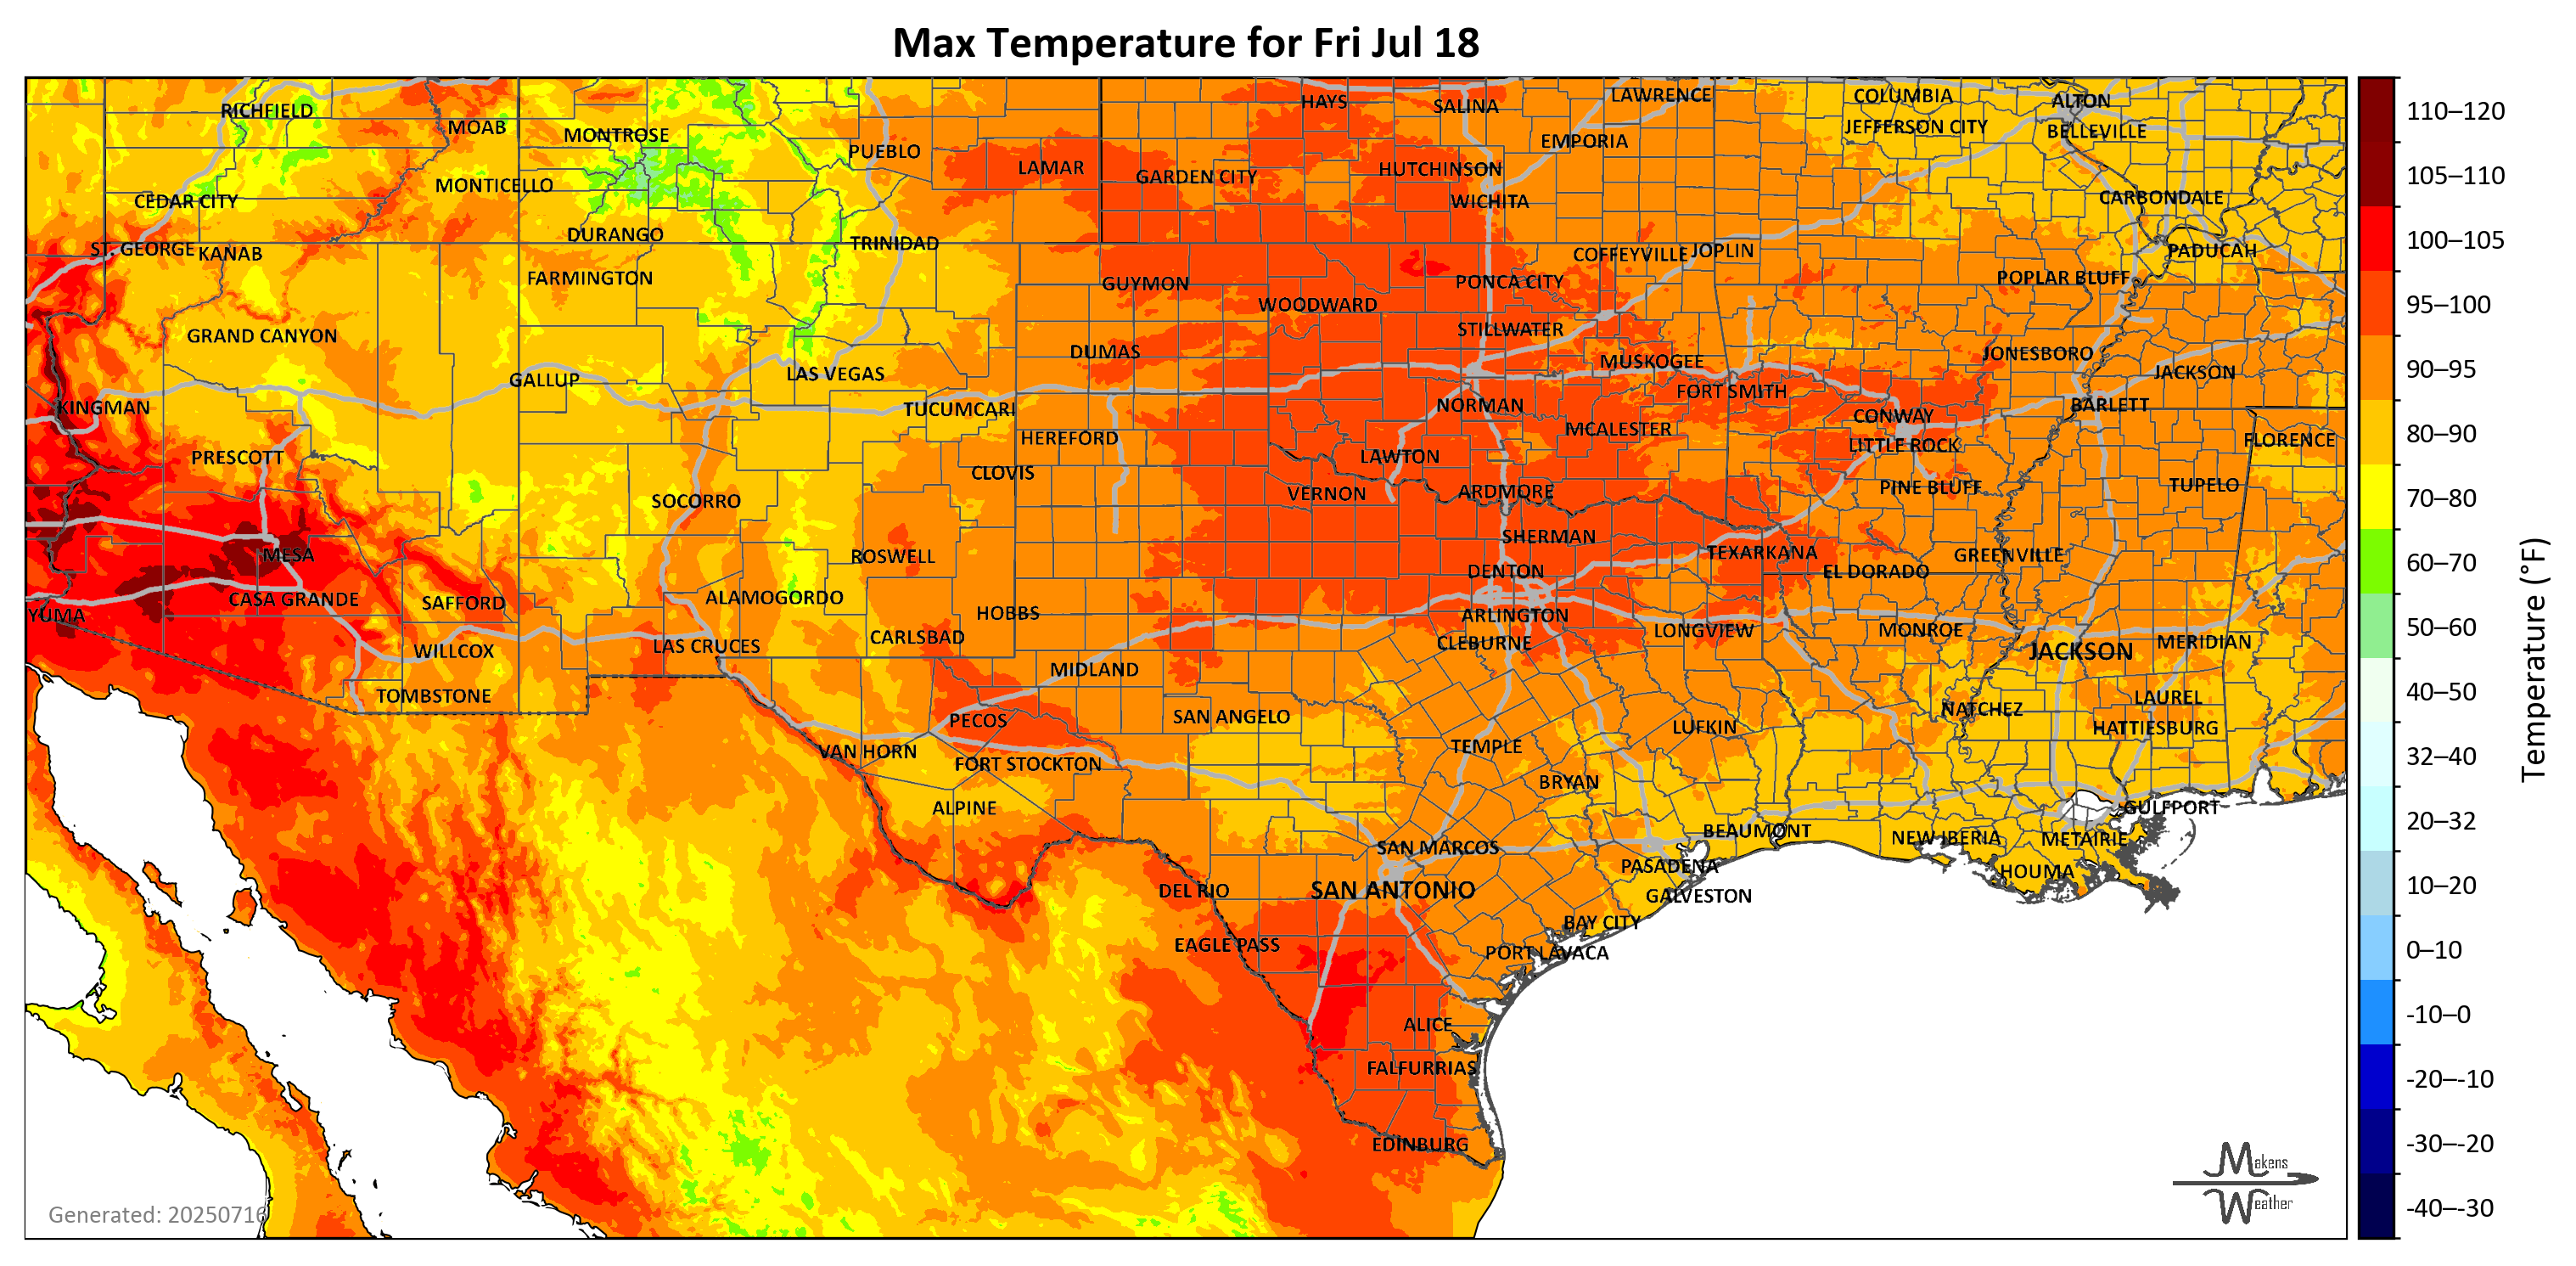 Max Temperature for Fri Jul 18
RICHFIELD
MOAB
MONTROSE
PUEBLO
LAMAR
HAYS
SALINA
LAWRENCE
EMPORIA
COLUMBIA
JEFFERSON CITY
ALTON
BELLEVILLE
MONTICELLO
CEDAR CITY
GARDEN CITY
HUTCHINSON
WICHITA
CARBONDALE
DURANGO
TRINIDAD
ST. GEORGE
KANAB
FARMINGTON
GUYMON
WOODWARD
PONCA CITY
COFFEYVILLE
JOPLIN
POPLAR BLUFF
PADUCAH
GRAND CANYON
STILLWATER
DUMAS
MUSKOGEE
JONESBORO
JACKSON
GALLUP
LAS VEGAS
FORT SMITH
KINGMAN
TUCUMCARI
NORMAN
CONWAY
BARLETT
HEREFORD
MCALESTER
LITTLE ROCK
FLORENCE
PRESCOTT
CLOVIS
LAWTON
SOCORRO
VERNON
ARDMORE
PINE BLUFF
TUPELO
MESA
ROSWELL
SHERMAN
TEXARKANA
GREENVILLE
DENTON
EL DORADO
CASA GRANDE
SAFFORD
ALAMOGORDO
HOBBS
YUMA
ARLINGTON
CARLSBAD
CLEBURNE
LONGVIEW
MONROE
WILLCOX
LAS CRUCES
JACKSON
MERIDIAN
MIDLAND
TOMBSTONE
PECOS
SAN ANGELO
NATCHEZ
LAUREL
LUFKIN
HATTIESBURG
VAN HORN
FORT STOCKTON
TEMPLE
BRYAN
ALPINE
GULFPORT
BEAUMONT
NEW IBERIA
METAIRIE
SAN MARCOS
PASADENA
HOUMA
DEL RIO
SAN ANTONIO
GALVESTON
BAY CITY
EAGLE PASS
PORT LAVACA
ALICE
FALFURRIAS
EDINBURG
Generated: 20250716
Makens
Weather
110–120
105–110
100–105
95–100
90–95
80–90
70–80
60–70
50–60
40–50
32–40
20–32
10–20
0–10
-10–0
-20–-10
-30–-20
-40–-30
Temperature (°F)